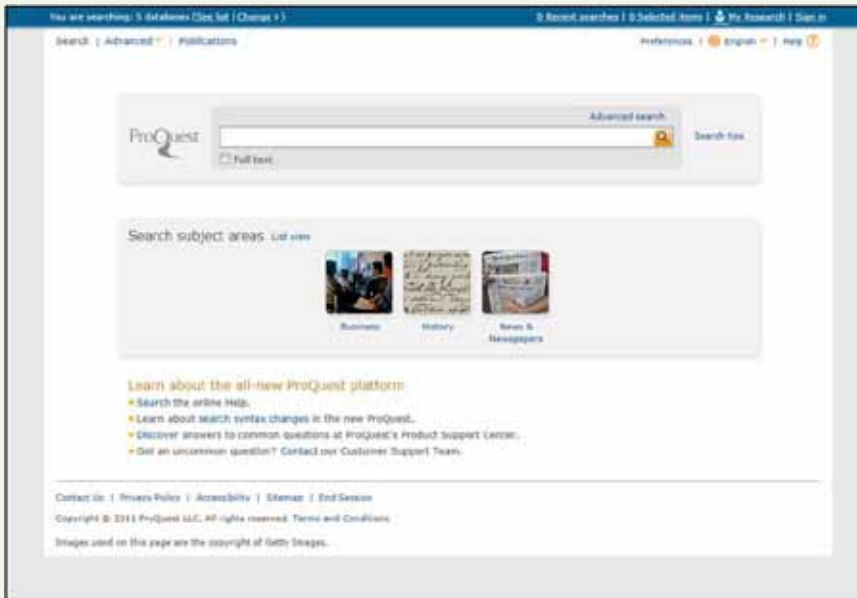 You are searching: 5 databases (See list | Change » ) 0 Recent searches | 0 Selected items | My Research | Sign in
Search | Advanced | Publications Preferences | English | Help ?
Advanced search
ProQuest Search tips
Full text
Search subject areas List view
Business History News &
Newspapers
Learn about the all-new ProQuest platform
• Search the online Help.
• Learn about search syntax changes in the new ProQuest.
• Discover answers to common questions at ProQuest's Product Support Center.
• Got an uncommon question? Contact our Customer Support Team.
Contact Us | Privacy Policy | Accessibility | Sitemap | End Session
Copyright © 2011 ProQuest LLC. All rights reserved. Terms and Conditions
Images used on this page are the copyright of Getty Images.